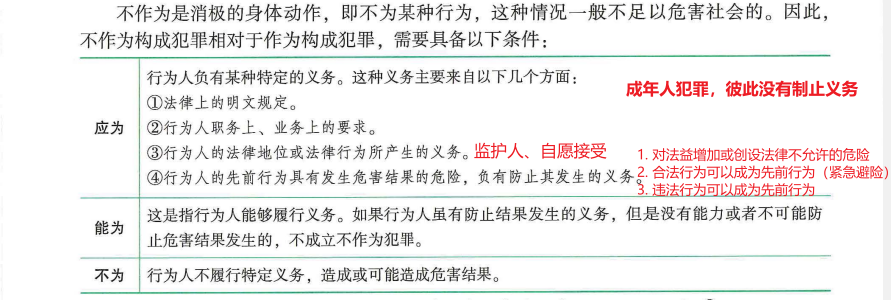 不作为是消极的身体动作，即不为某种行为，这种情况一般不足以危害社会的。因此，
不作为构成犯罪相对于作为构成犯罪，需要具备以下条件：
应为
行为人负有某种特定的义务。这种义务主要来自以下几个方面：
①法律上的明文规定。
②行为人职务上、业务上的要求。
③行为人的法律地位或法律行为所产生的义务。监护人、自愿接受
④行为人的先前行为具有发生危害结果的危险，负有防止其发生的义务。
成年人犯罪，彼此没有制止义务
1. 对法益增加或创设法律不允许的危险
2. 合法行为可以成为先前行为（紧急避险）
3. 违法行为可以成为先前行为
能为
这是指行为人能够履行义务。如果行为人虽有防止结果发生的义务，但是没有能力或者不可能防
止危害结果发生的，不成立不作为犯罪。
不为
行为人不履行特定义务，造成或可能造成危害结果。